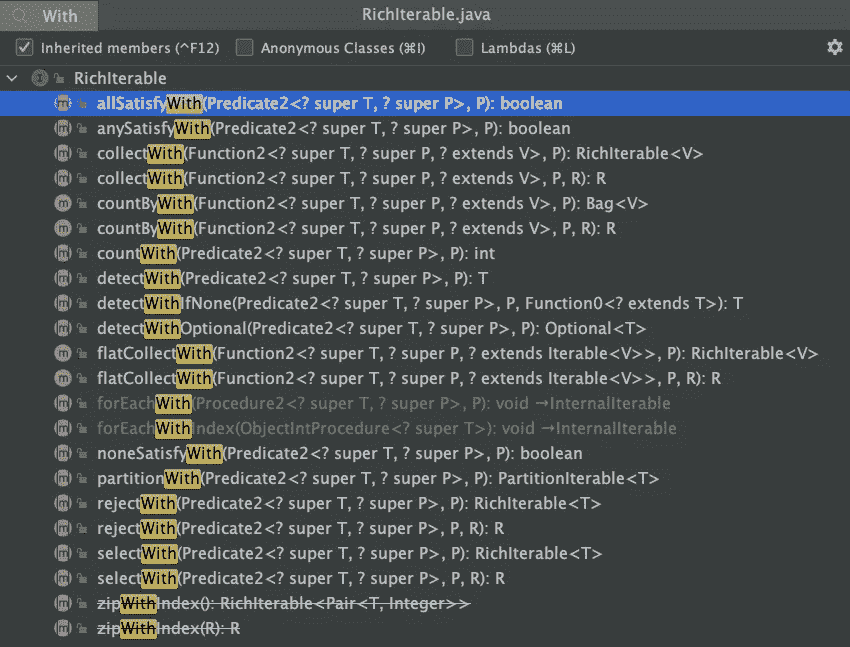 With
RichIterable.java
Inherited members (^F12) Anonymous Classes (⌘I) Lambdas (⌘L)
RichIterable
allSatisfyWith(Predicate2<? super T, ? super P>, P): boolean
anySatisfyWith(Predicate2<? super T, ? super P>, P): boolean
collectWith(Function2<? super T, ? super P, ? extends V>, P): RichIterable<V>
collectWith(Function2<? super T, ? super P, ? extends V>, P, R): R
countByWith(Function2<? super T, ? super P, ? extends V>, P): Bag<V>
countByWith(Function2<? super T, ? super P, ? extends V>, P, R): R
countWith(Predicate2<? super T, ? super P>, P): int
detectWith(Predicate2<? super T, ? super P>, P): T
detectWithIfNone(Predicate2<? super T, ? super P>, P, Function0<? extends T>): T
detectWithOptional(Predicate2<? super T, ? super P>, P): Optional<T>
flatCollectWith(Function2<? super T, ? super P, ? extends Iterable<V>>, P): RichIterable<V>
flatCollectWith(Function2<? super T, ? super P, ? extends Iterable<V>>, P, R): R
forEachWith(Procedure2<? super T, ? super P>, P): void →InternalIterable
forEachWithIndex(ObjectIntProcedure<? super T>): void →InternalIterable
noneSatisfyWith(Predicate2<? super T, ? super P>, P): boolean
partitionWith(Predicate2<? super T, ? super P>, P): PartitionIterable<T>
rejectWith(Predicate2<? super T, ? super P>, P): RichIterable<T>
rejectWith(Predicate2<? super T, ? super P>, P, R): R
selectWith(Predicate2<? super T, ? super P>, P): RichIterable<T>
selectWith(Predicate2<? super T, ? super P>, P, R): R
zipWithIndex(): RichIterable<Pair<T, Integer>>
zipWithIndex(R): R